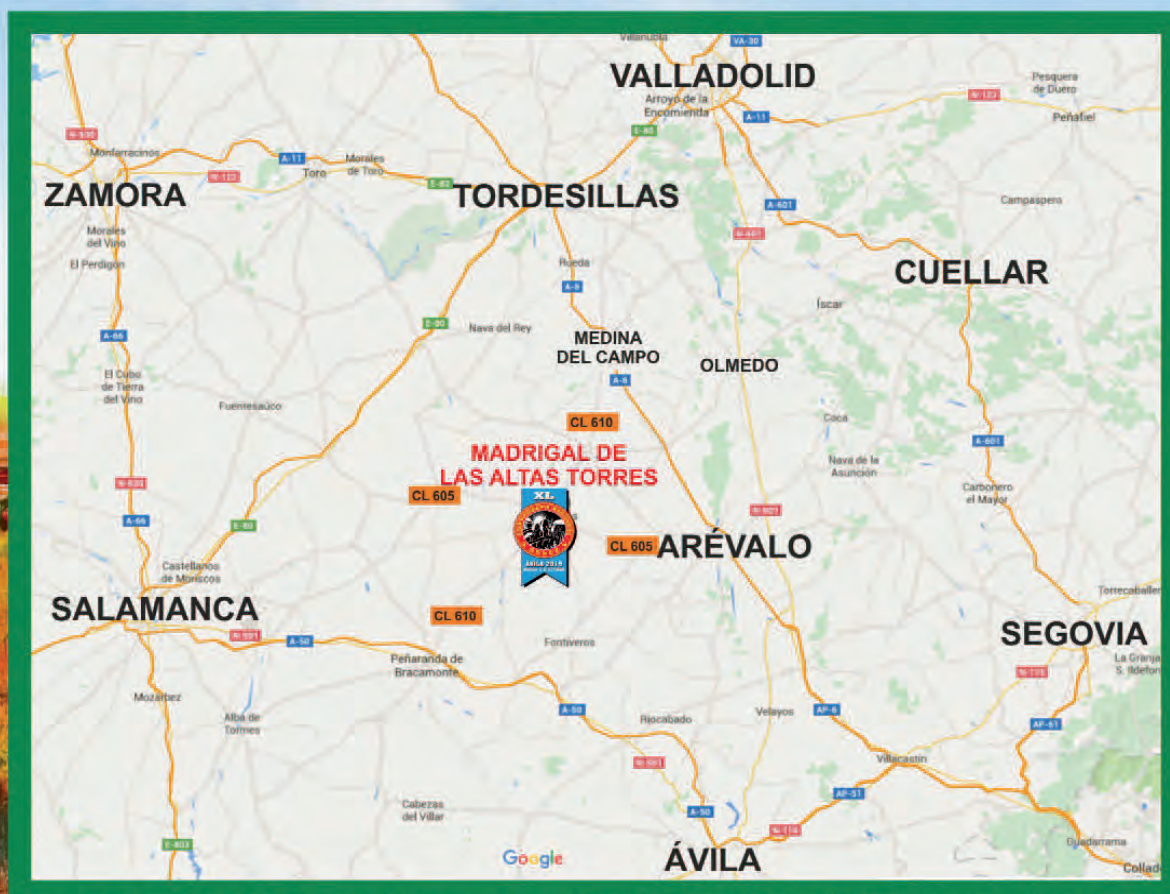 Villanubla
VA-30
VALLADOLID
Pesquera
de Duero
N-122
Arroyo de la
Encomienda
A-11
Peñafiel
E-80
N-630
Monfarracinos
A-11
Morales
de Toro
Toro
N-122
E-82
ZAMORA
TORDESILLAS
A-601
Campaspero
Morales
del Vino
N-601
El Perdigón
Rueda
CUELLAR
A-6
Íscar
E-80
Nava del Rey
A-66
MEDINA
DEL CAMPO
OLMEDO
El Cubo
de Tierra
del Vino
A-6
Fuentesaúco
CL 610
Coca
A-601
MADRIGAL DE
LAS ALTAS TORRES
Nava de la
Asunción
N-630
CL 605
XL
Carbonero
el Mayor
A-66
E-80
N-601
s
CL 605
ARÉVALO
ÁVILA 2019
Castellanos
de Moriscos
Torrecaballer
SALAMANCA
CL 610
SEGOVIA
N-501
A-50
Fontiveros
Peñaranda de
Bracamonte
La Granja
S. Ildefon
N-110
Mozárbez
A-50
Riocabado
Velayos
AP-6
Alba de
Tormes
AP-61
N-501
Villacastín
AP-51
Cabezas
del Villar
A-50
N-110
E-803
Guadarrama
Google
ÁVILA
Collad